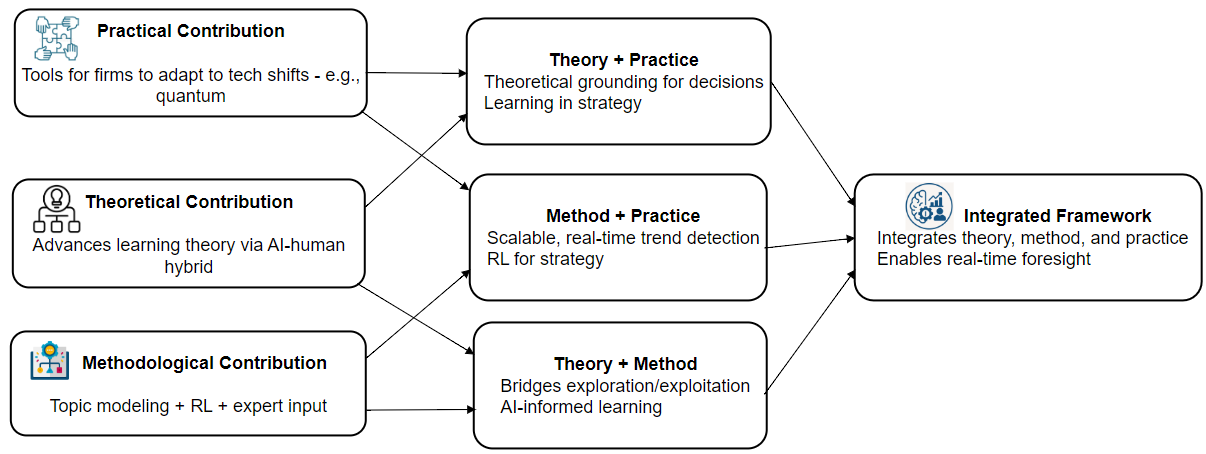 Practical Contribution
Tools for firms to adapt to tech shifts - e.g.,
quantum
Theoretical Contribution
Advances learning theory via AI-human
hybrid
Methodological Contribution
Topic modeling + RL + expert input
Theory + Practice
Theoretical grounding for decisions
Learning in strategy
Method + Practice
Scalable, real-time trend detection
RL for strategy
Theory + Method
Bridges exploration/exploitation
AI-informed learning
Integrated Framework
Integrates theory, method, and practice
Enables real-time foresight